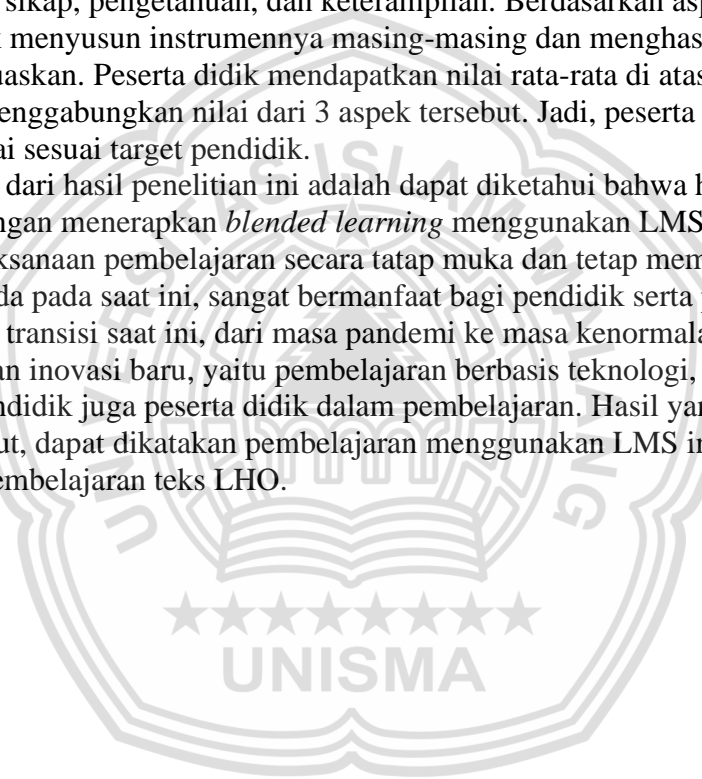 sikap, pengetahuan, dan keterampilan. Berdasarkan asp
menyusun instrumennya masing-masing dan menghas
uaskan. Peserta didik mendapatkan nilai rata-rata di atas
enggabungkan nilai dari 3 aspek tersebut. Jadi, peserta
ai sesuai target pendidik.
dari hasil penelitian ini adalah dapat diketahui bahwa h
ngan menerapkan blended learning menggunakan LMS
ksanaan pembelajaran secara tatap muka dan tetap mem
da pada saat ini, sangat bermanfaat bagi pendidik serta
transisi saat ini, dari masa pandemi ke masa kenormala
an inovasi baru, yaitu pembelajaran berbasis teknologi,
ndidik juga peserta didik dalam pembelajaran. Hasil yan
ut, dapat dikatakan pembelajaran menggunakan LMS in
embelajaran teks LHO.
UNIVERSITAS ISLAM MALANG
UNISMA